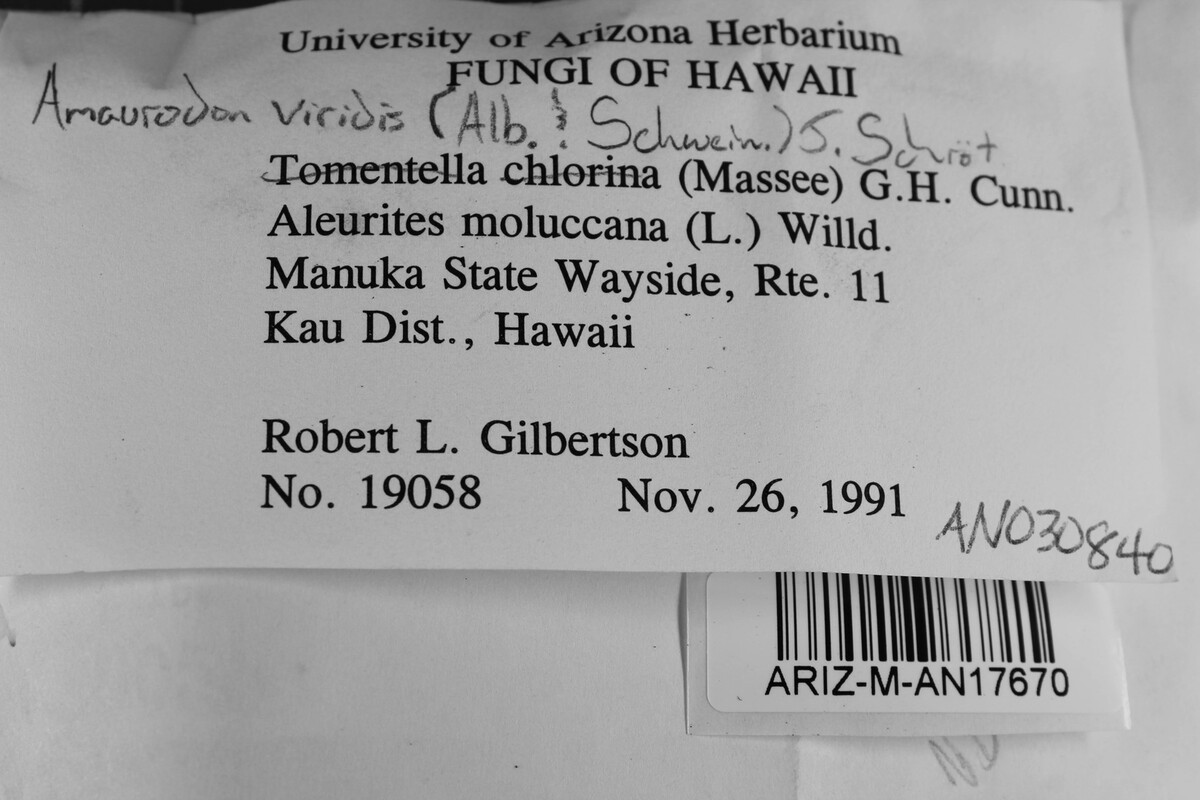 University of Arizona Herbarium
FUNGI OF HAWAII
Amaurodon viridis (Alb. & Schwein.) J. Schröt
Tomentella chlorina (Massee) G.H. Cunn.
Aleurites moluccana (L.) Willd.
Manuka State Wayside, Rte. 11
Kau Dist., Hawaii
Robert L. Gilbertson
No. 19058 Nov. 26, 1991
AN030840
ARIZ-M-AN17670